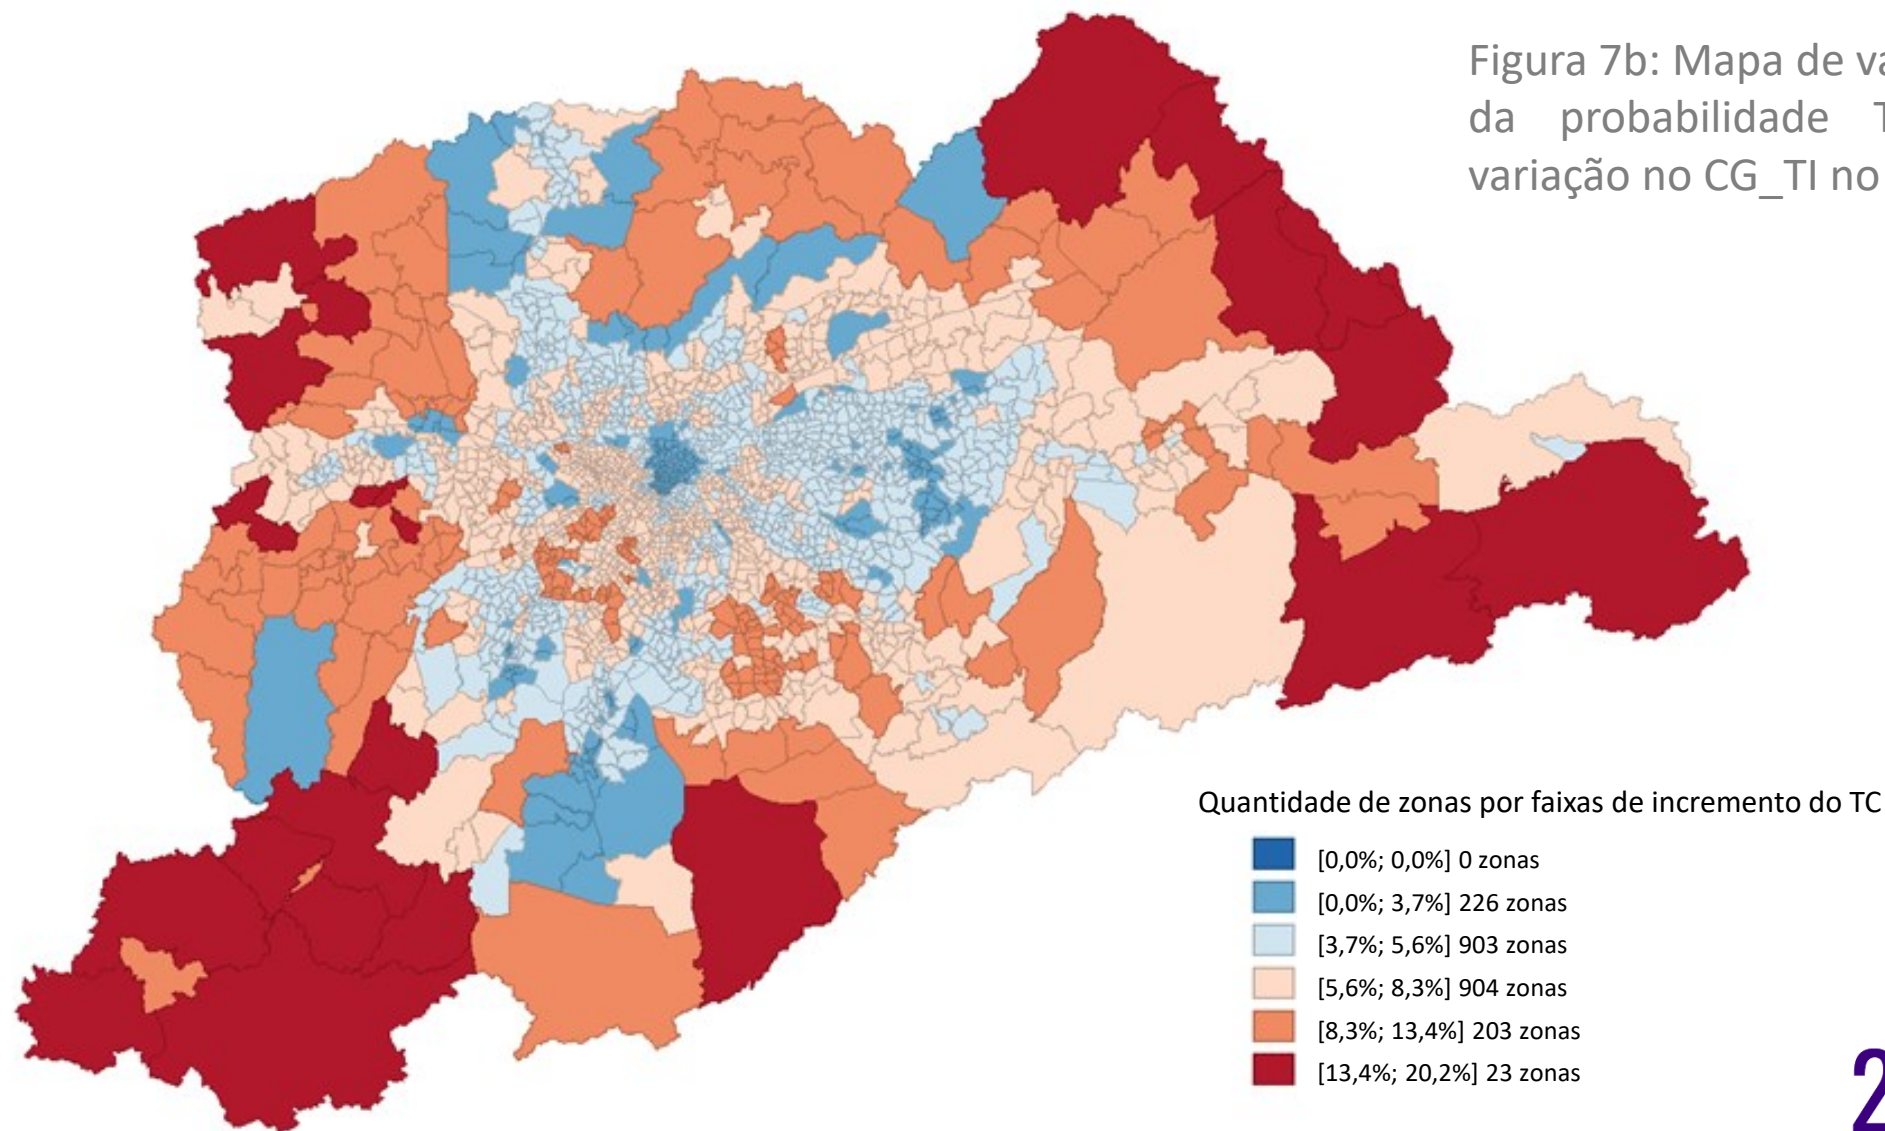 Figura 7b: Mapa de
da probabilidade
variação no CG_TI no
Quantidade de zonas por faixas de incremento do TC
[0,0%; 0,0%] 0 zonas
[0,0%; 3,7%] 226 zonas
[3,7%; 5,6%] 903 zonas
[5,6%; 8,3%] 904 zonas
[8,3%; 13,4%] 203 zonas
[13,4%; 20,2%] 23 zonas
2